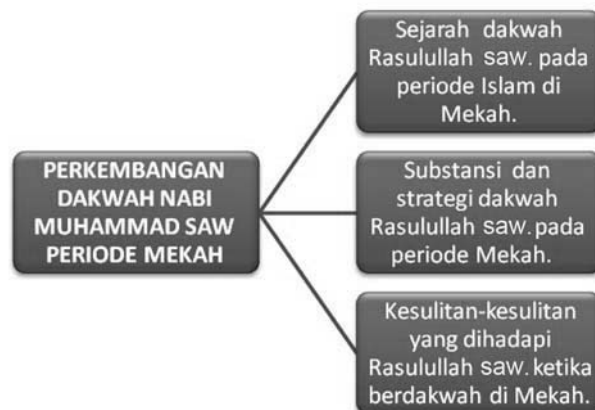 PERKEMBANGAN
DAKWAH NABI
MUHAMMAD SAW
PERIODE MEKAH
Sejarah dakwah
Rasulullah saw. pada
periode Islam di
Mekah.
Substansi dan
strategi dakwah
Rasulullah saw. pada
periode Mekah.
Kesulitan-kesulitan
yang dihadapi
Rasulullah saw. ketika
berdakwah di Mekah.